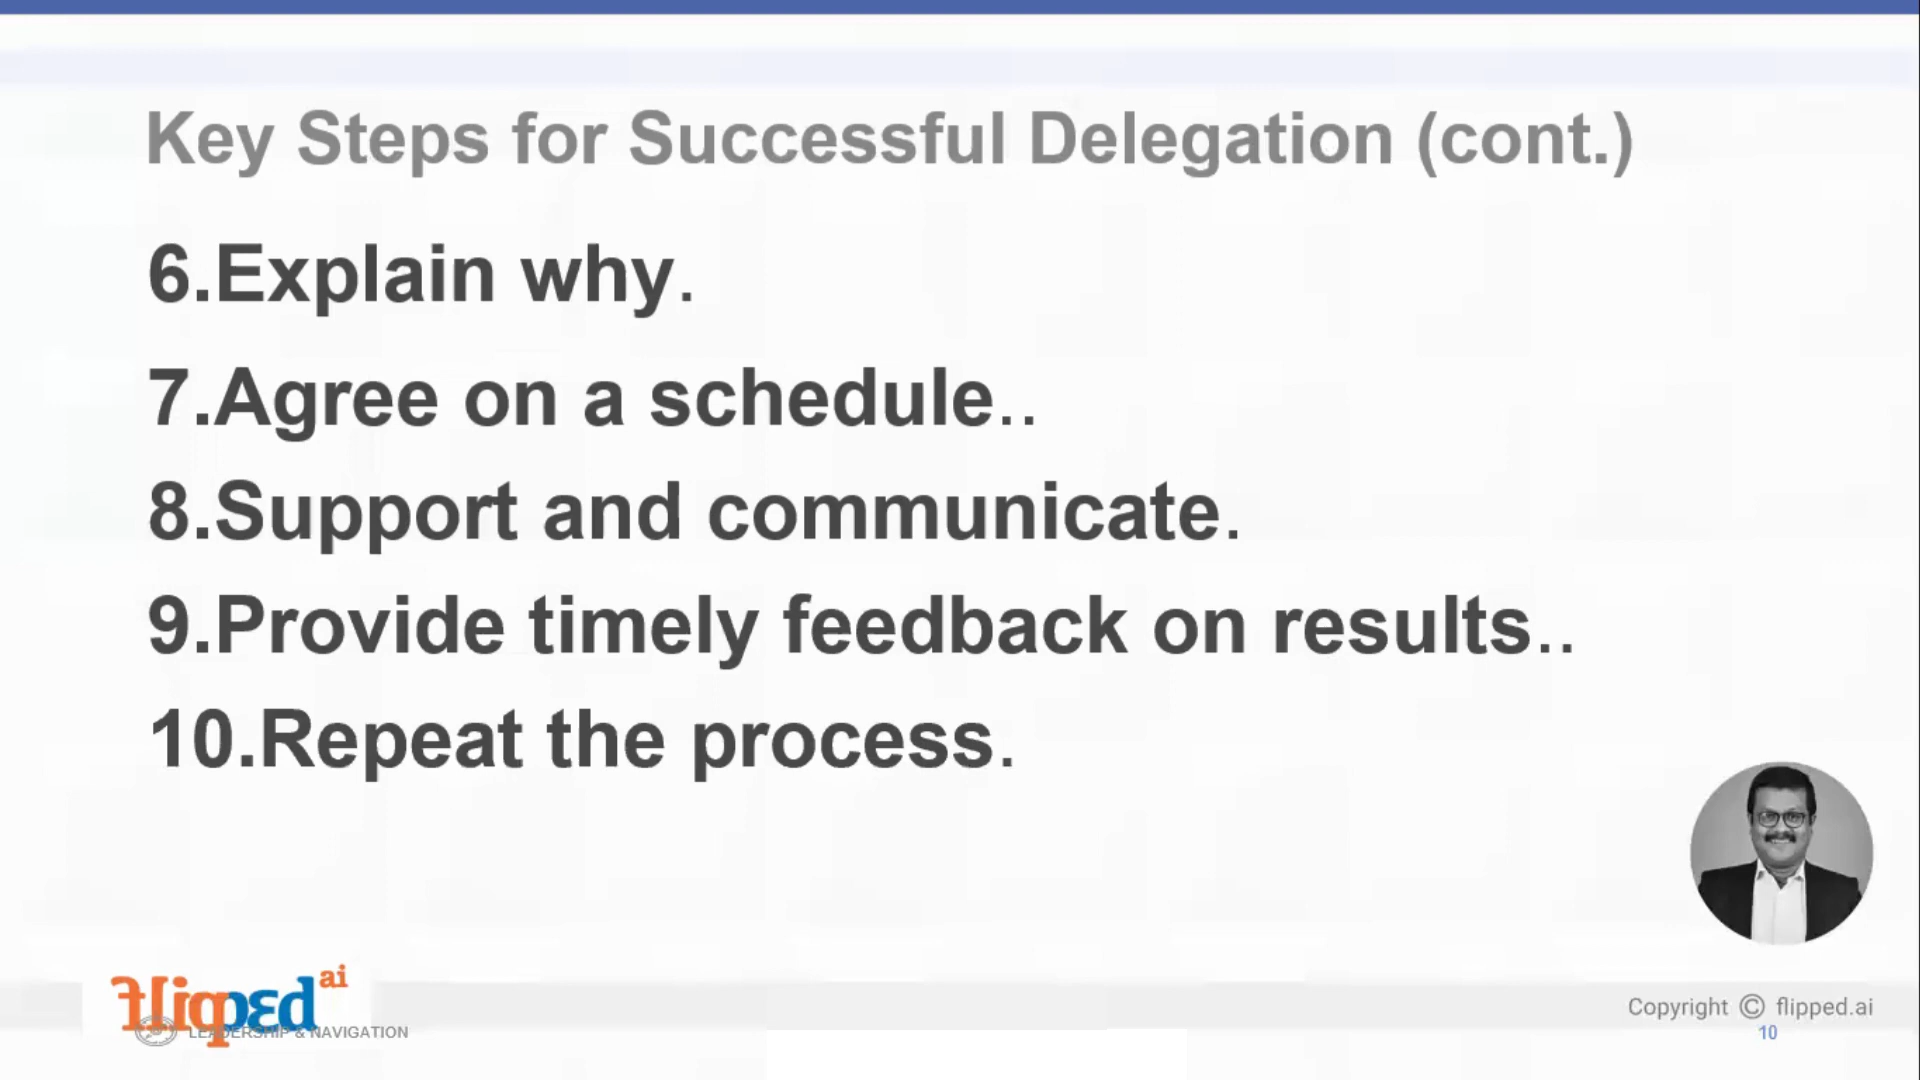 Key Steps for Successful Delegation (cont.)
6.Explain why.
7.Agree on a schedule..
8.Support and communicate.
9.Provide timely feedback on results..
10.Repeat the process.
flipped ai
LEADERSHIP & NAVIGATION
Copyright © flipped.ai
10